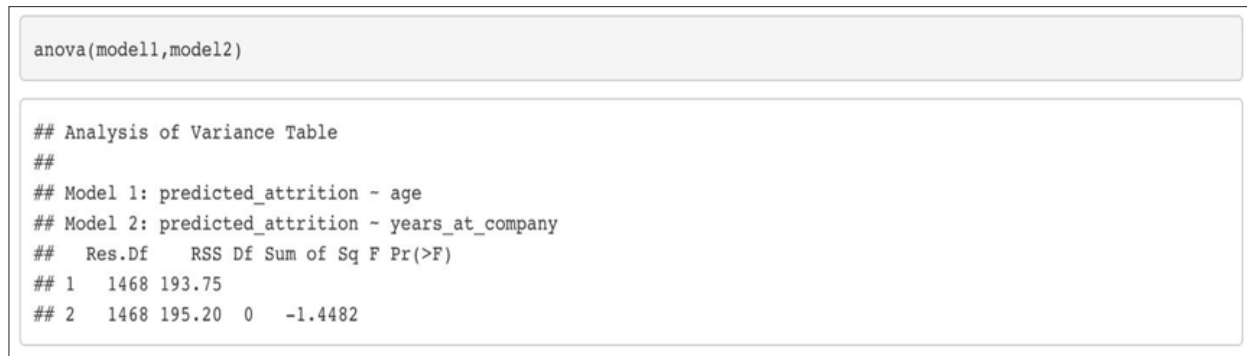 anova(model1,model2)
## Analysis of Variance Table
##
## Model 1: predicted_attrition ~ age
## Model 2: predicted_attrition ~ years_at_company
##   Res.Df    RSS Df Sum of Sq F Pr(>F)
## 1   1468 193.75
## 2   1468 195.20  0   -1.4482